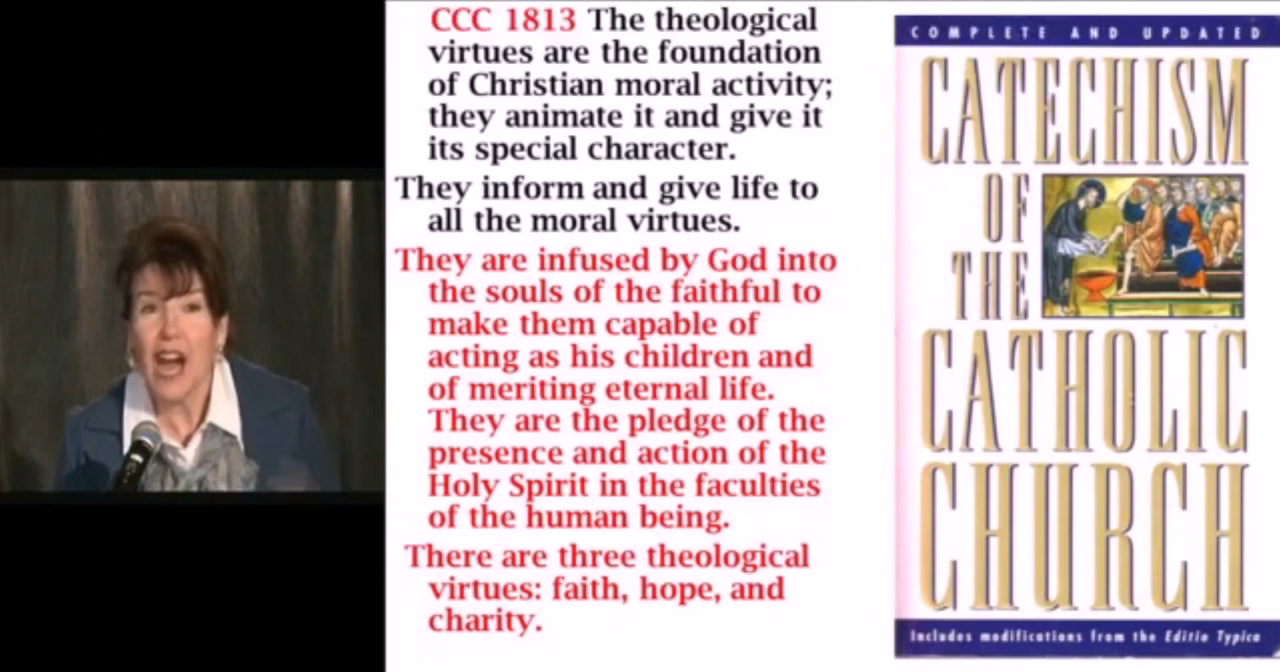 CCC 1813 The theological
virtues are the foundation
of Christian moral activity;
they animate it and give it
its special character.
They inform and give life to
all the moral virtues.
They are infused by God into
the souls of the faithful to
make them capable of
acting as his children and
of meriting eternal life.
They are the pledge of the
presence and action of the
Holy Spirit in the faculties
of the human being.
There are three theological
virtues: faith, hope, and
charity.
COMPLETE AND UPDATED
CATECHISM
OF
THE
CATHOLIC
CHURCH
Includes modifications from the Editio Typica